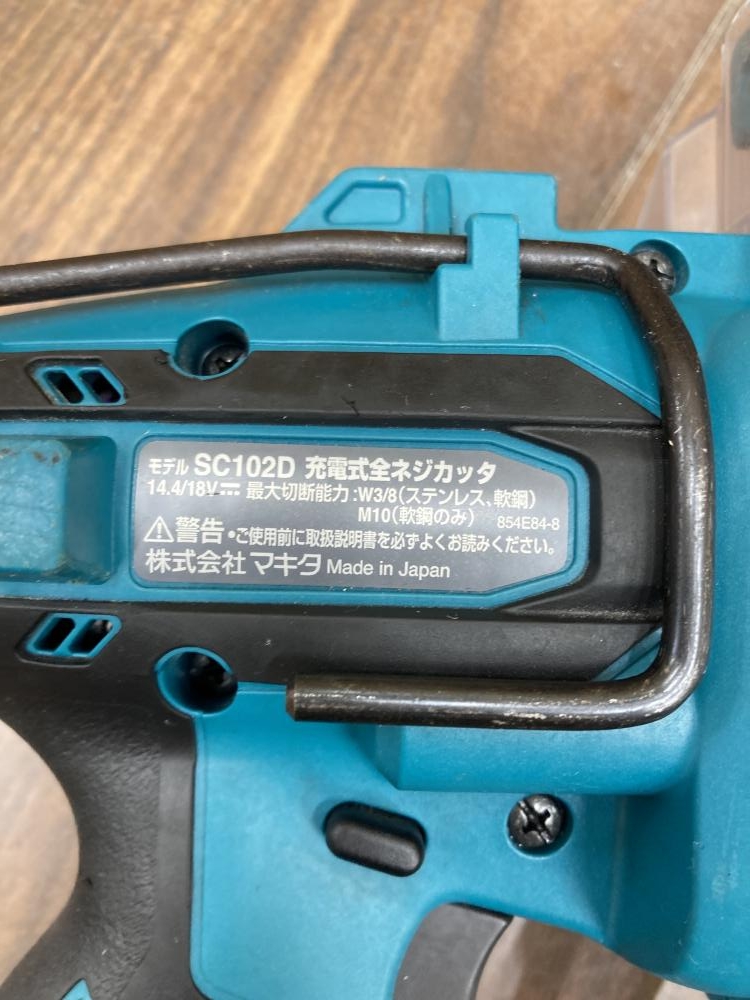 モデル SC102D 充電式全ネジカッタ
14.4/18V⎓ 最大切断能力:W3/8(ステンレス、軟鋼)
M10(軟鋼のみ) 854E84-8
⚠警告 •ご使用前に取扱説明書を必ずよくお読みください。
株式会社 マキタ Made in Japan